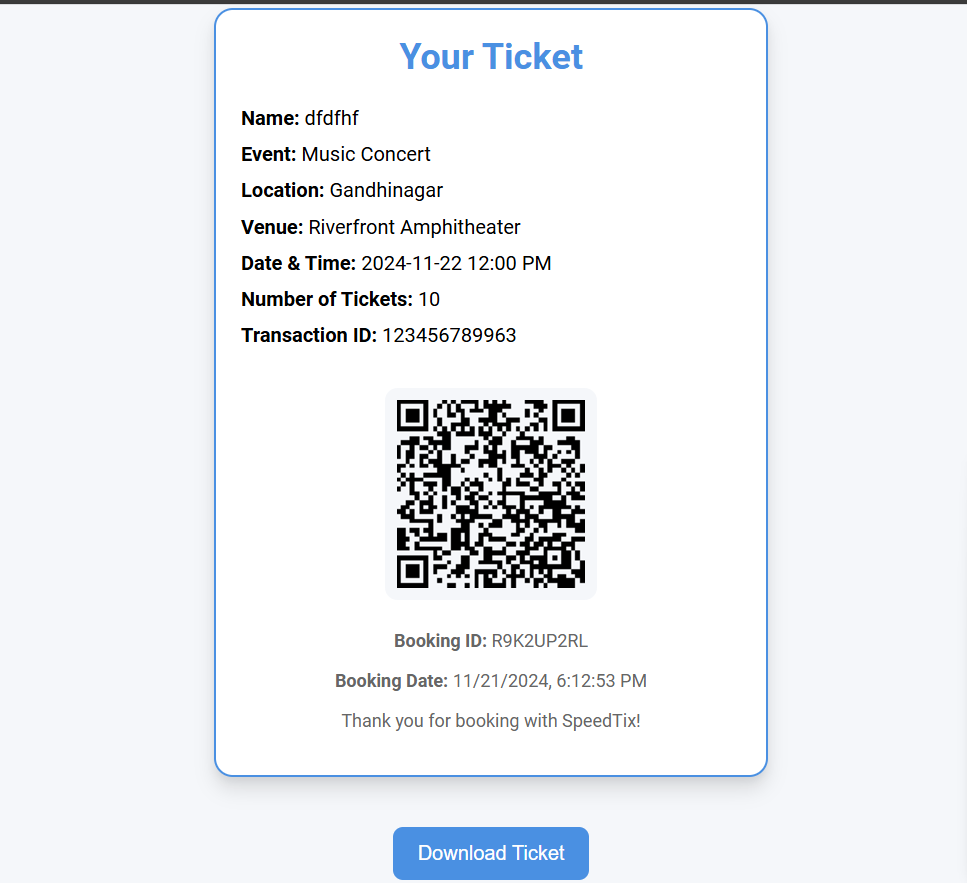 Your Ticket
Name: dfdfhf
Event: Music Concert
Location: Gandhinagar
Venue: Riverfront Amphitheater
Date & Time: 2024-11-22 12:00 PM
Number of Tickets: 10
Transaction ID: 123456789963
Booking ID: R9K2UP2RL
Booking Date: 11/21/2024, 6:12:53 PM
Thank you for booking with SpeedTix!
Download Ticket